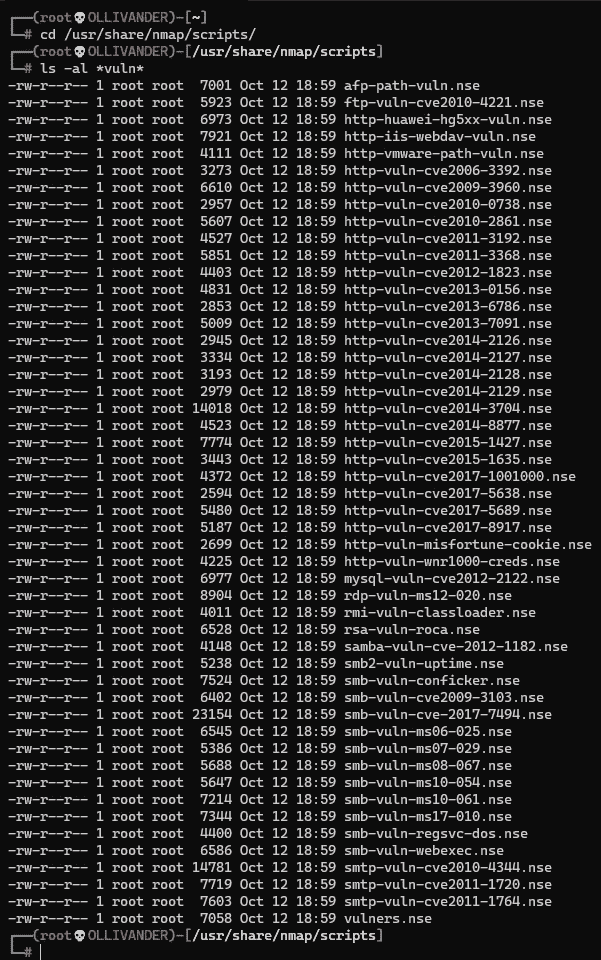 ┌──(root💀OLLIVANDER)-[~]
└─# cd /usr/share/nmap/scripts/
┌──(root💀OLLIVANDER)-[/usr/share/nmap/scripts]
└─# ls -al *vuln*
-rw-r--r-- 1 root root  7001 Oct 12 18:59 afp-path-vuln.nse
-rw-r--r-- 1 root root  5923 Oct 12 18:59 ftp-vuln-cve2010-4221.nse
-rw-r--r-- 1 root root  6973 Oct 12 18:59 http-huawei-hg5xx-vuln.nse
-rw-r--r-- 1 root root  7921 Oct 12 18:59 http-iis-webdav-vuln.nse
-rw-r--r-- 1 root root  4111 Oct 12 18:59 http-vmware-path-vuln.nse
-rw-r--r-- 1 root root  3273 Oct 12 18:59 http-vuln-cve2006-3392.nse
-rw-r--r-- 1 root root  6610 Oct 12 18:59 http-vuln-cve2009-3960.nse
-rw-r--r-- 1 root root  2957 Oct 12 18:59 http-vuln-cve2010-0738.nse
-rw-r--r-- 1 root root  5607 Oct 12 18:59 http-vuln-cve2010-2861.nse
-rw-r--r-- 1 root root  4527 Oct 12 18:59 http-vuln-cve2011-3192.nse
-rw-r--r-- 1 root root  5851 Oct 12 18:59 http-vuln-cve2011-3368.nse
-rw-r--r-- 1 root root  4403 Oct 12 18:59 http-vuln-cve2012-1823.nse
-rw-r--r-- 1 root root  4831 Oct 12 18:59 http-vuln-cve2013-0156.nse
-rw-r--r-- 1 root root  2853 Oct 12 18:59 http-vuln-cve2013-6786.nse
-rw-r--r-- 1 root root  5009 Oct 12 18:59 http-vuln-cve2013-7091.nse
-rw-r--r-- 1 root root  2945 Oct 12 18:59 http-vuln-cve2014-2126.nse
-rw-r--r-- 1 root root  3334 Oct 12 18:59 http-vuln-cve2014-2127.nse
-rw-r--r-- 1 root root  3193 Oct 12 18:59 http-vuln-cve2014-2128.nse
-rw-r--r-- 1 root root  2979 Oct 12 18:59 http-vuln-cve2014-2129.nse
-rw-r--r-- 1 root root 14018 Oct 12 18:59 http-vuln-cve2014-3704.nse
-rw-r--r-- 1 root root  4523 Oct 12 18:59 http-vuln-cve2014-8877.nse
-rw-r--r-- 1 root root  7774 Oct 12 18:59 http-vuln-cve2015-1427.nse
-rw-r--r-- 1 root root  3443 Oct 12 18:59 http-vuln-cve2015-1635.nse
-rw-r--r-- 1 root root  4372 Oct 12 18:59 http-vuln-cve2017-1001000.nse
-rw-r--r-- 1 root root  2594 Oct 12 18:59 http-vuln-cve2017-5638.nse
-rw-r--r-- 1 root root  5480 Oct 12 18:59 http-vuln-cve2017-5689.nse
-rw-r--r-- 1 root root  5187 Oct 12 18:59 http-vuln-cve2017-8917.nse
-rw-r--r-- 1 root root  2699 Oct 12 18:59 http-vuln-misfortune-cookie.nse
-rw-r--r-- 1 root root  4225 Oct 12 18:59 http-vuln-wnr1000-creds.nse
-rw-r--r-- 1 root root  6977 Oct 12 18:59 mysql-vuln-cve2012-2122.nse
-rw-r--r-- 1 root root  8904 Oct 12 18:59 rdp-vuln-ms12-020.nse
-rw-r--r-- 1 root root  4011 Oct 12 18:59 rmi-vuln-classloader.nse
-rw-r--r-- 1 root root  6528 Oct 12 18:59 rsa-vuln-roca.nse
-rw-r--r-- 1 root root  4148 Oct 12 18:59 samba-vuln-cve-2012-1182.nse
-rw-r--r-- 1 root root  5238 Oct 12 18:59 smb2-vuln-uptime.nse
-rw-r--r-- 1 root root  7524 Oct 12 18:59 smb-vuln-conficker.nse
-rw-r--r-- 1 root root  6402 Oct 12 18:59 smb-vuln-cve2009-3103.nse
-rw-r--r-- 1 root root 23154 Oct 12 18:59 smb-vuln-cve-2017-7494.nse
-rw-r--r-- 1 root root  6545 Oct 12 18:59 smb-vuln-ms06-025.nse
-rw-r--r-- 1 root root  5386 Oct 12 18:59 smb-vuln-ms07-029.nse
-rw-r--r-- 1 root root  5688 Oct 12 18:59 smb-vuln-ms08-067.nse
-rw-r--r-- 1 root root  5647 Oct 12 18:59 smb-vuln-ms10-054.nse
-rw-r--r-- 1 root root  7214 Oct 12 18:59 smb-vuln-ms10-061.nse
-rw-r--r-- 1 root root  7344 Oct 12 18:59 smb-vuln-ms17-010.nse
-rw-r--r-- 1 root root  4400 Oct 12 18:59 smb-vuln-regsvc-dos.nse
-rw-r--r-- 1 root root  6586 Oct 12 18:59 smb-vuln-webexec.nse
-rw-r--r-- 1 root root 14781 Oct 12 18:59 smtp-vuln-cve2010-4344.nse
-rw-r--r-- 1 root root  7719 Oct 12 18:59 smtp-vuln-cve2011-1720.nse
-rw-r--r-- 1 root root  7603 Oct 12 18:59 smtp-vuln-cve2011-1764.nse
-rw-r--r-- 1 root root  7058 Oct 12 18:59 vulners.nse
┌──(root💀OLLIVANDER)-[/usr/share/nmap/scripts]
└─#